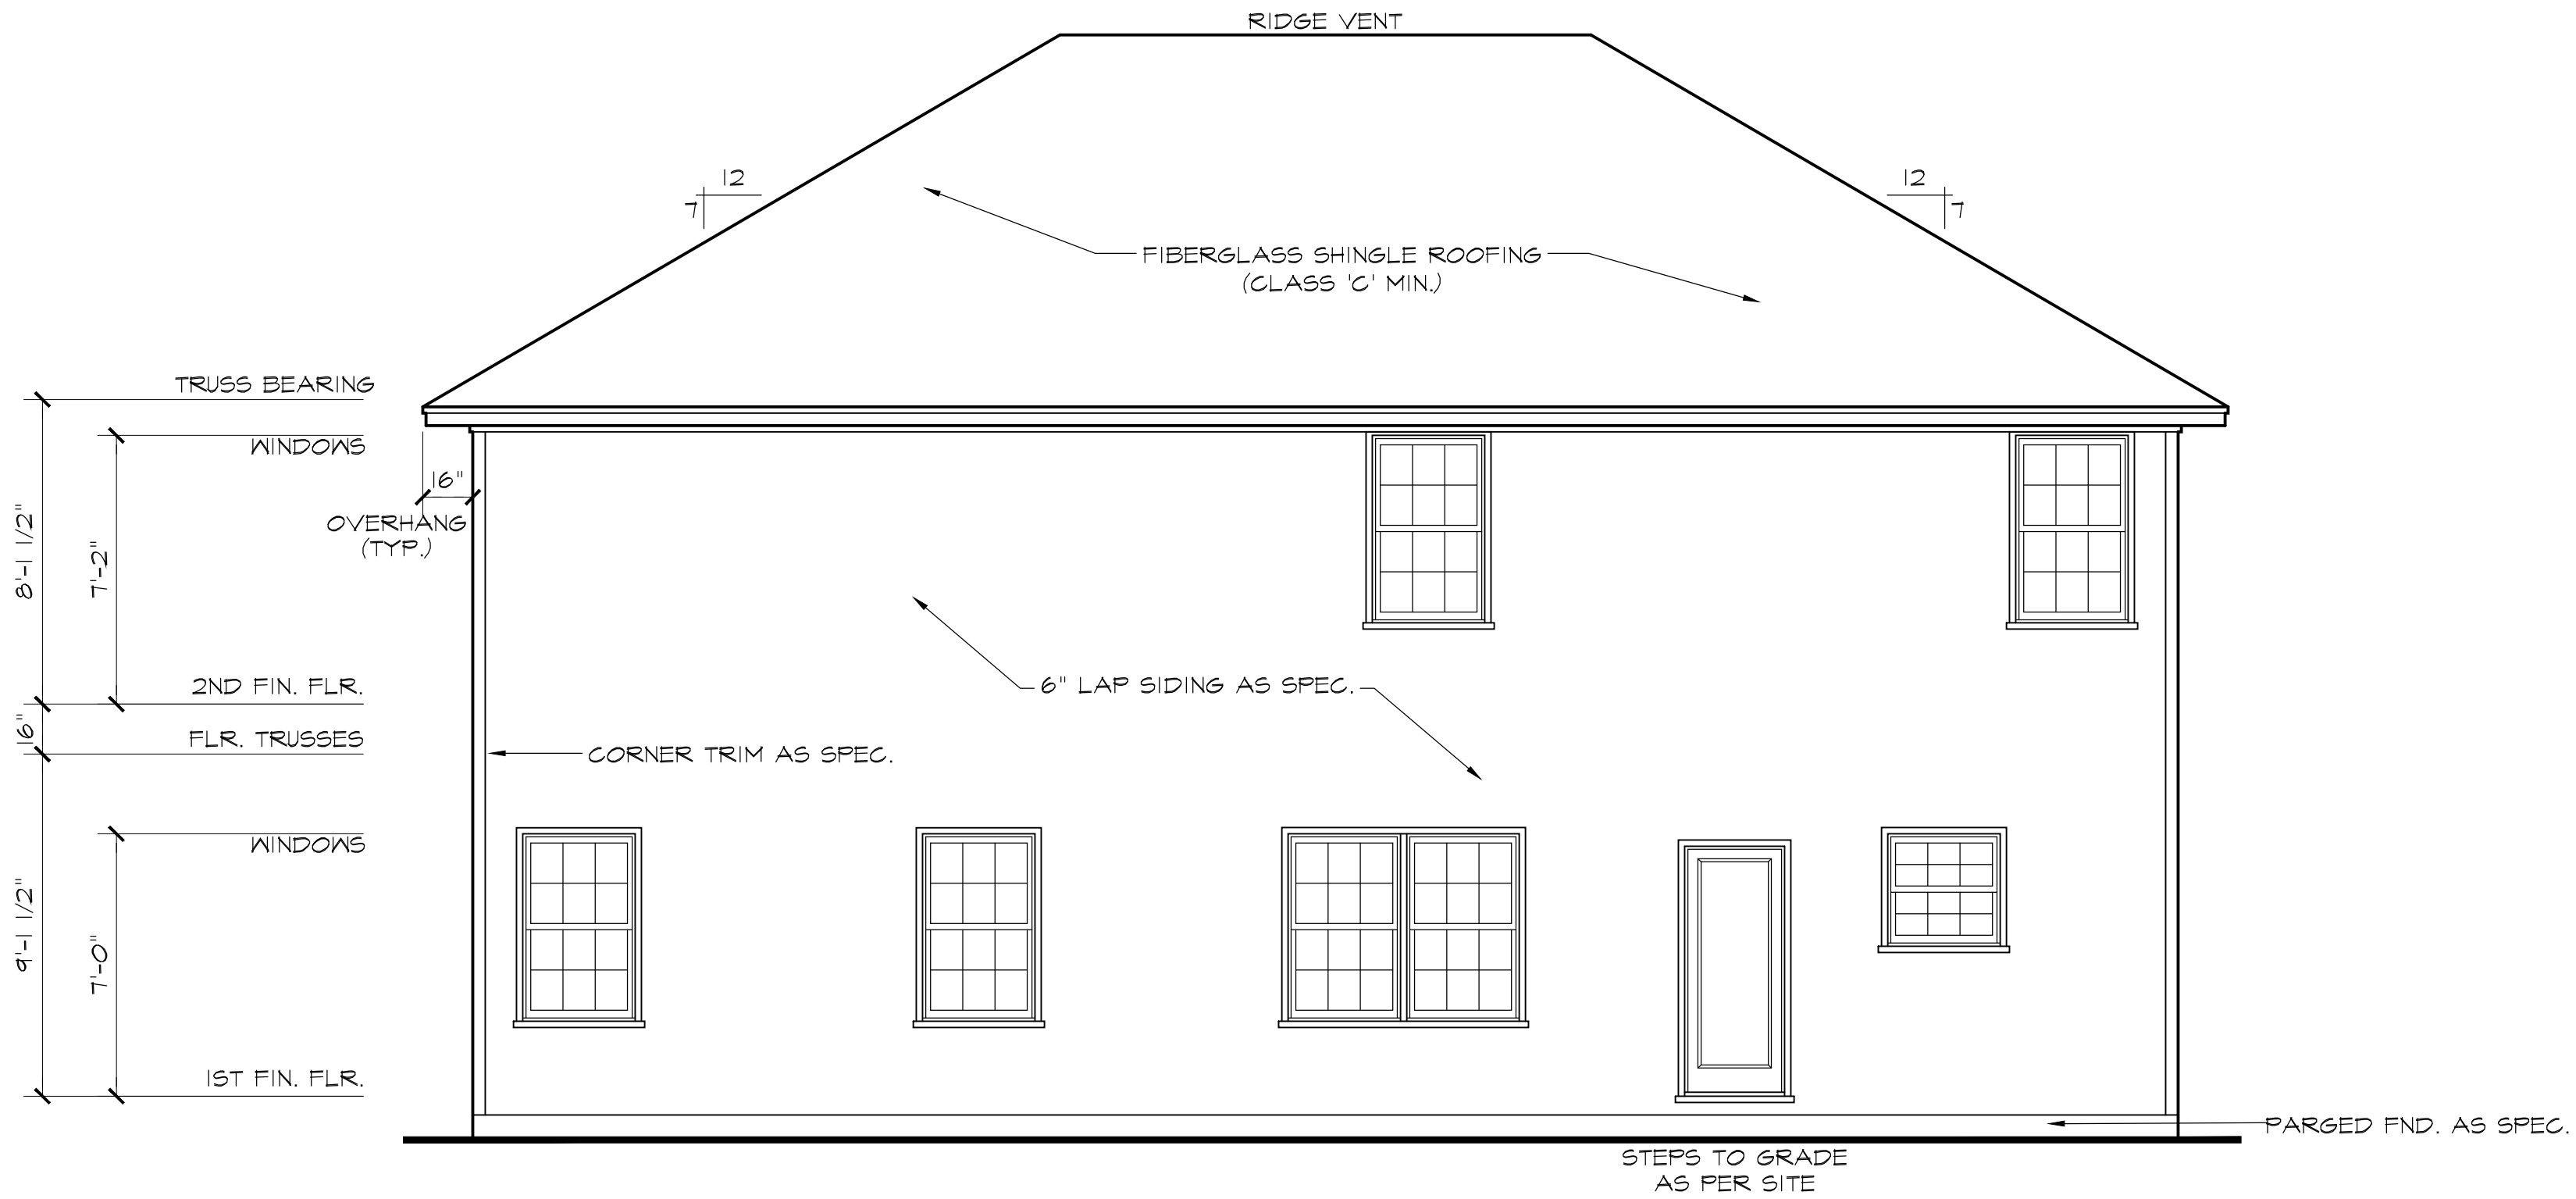 RIDGE VENT
12
7
12
7
FIBERGLASS SHINGLE ROOFING
(CLASS 'C' MIN.)
TRUSS BEARING
WINDOWS
16"
OVERHANG
(TYP.)
8'-1 1/2"
7'-2"
2ND FIN. FLR.
6" LAP SIDING AS SPEC.
16"
FLR. TRUSSES
CORNER TRIM AS SPEC.
WINDOWS
9'-1 1/2"
7'-0"
1ST FIN. FLR.
PARGED FND. AS SPEC.
STEPS TO GRADE
AS PER SITE